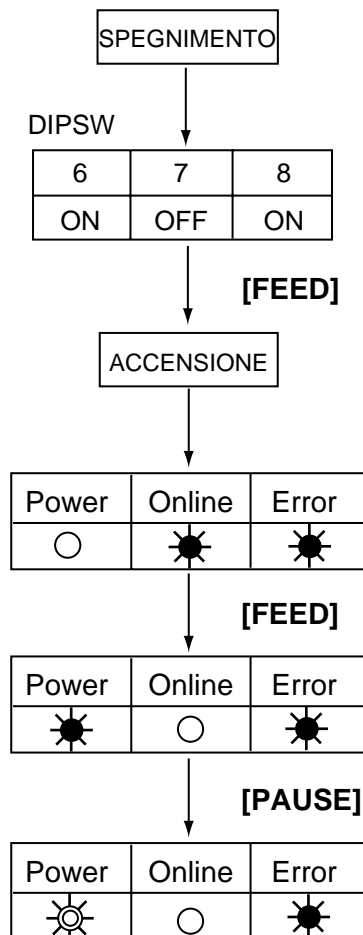 SPEGNIMENTO
DIPSW
6 7 8
ON OFF ON
[FEED]
ACCENSIONE
Power Online Error
[FEED]
Power Online Error
[PAUSE]
Power Online Error